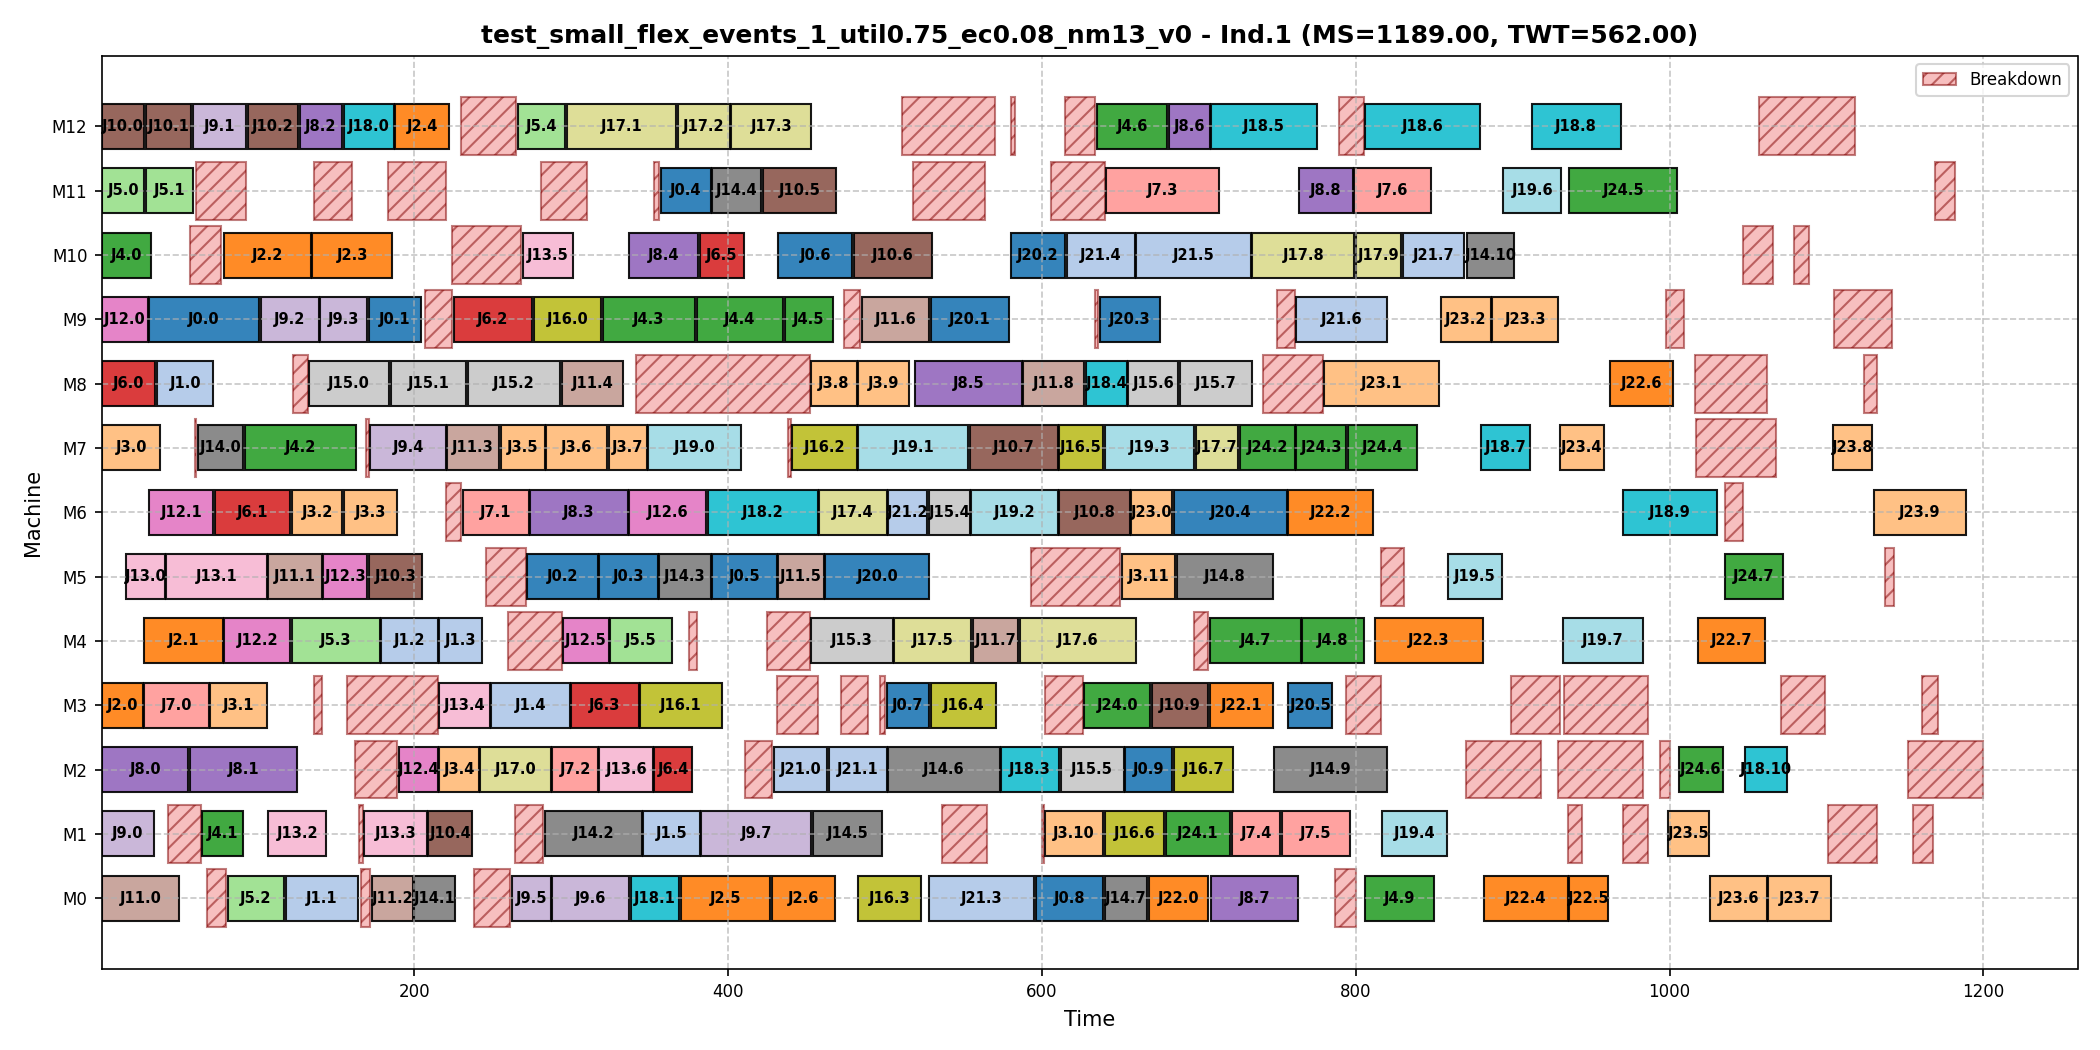 test_small_flex_events_1_util0.75_ec0.08_nm13_v0 - Ind.1 (MS=1189.00, TWT=562.00)
Breakdown
M12 J10.0 J10.1 J9.1 J10.2 J8.2 J18.0 J2.4 J5.4 J17.1 J17.2 J17.3 J4.6 J8.6 J18.5 J18.6 J18.8
M11 J5.0 J5.1 J0.4 J14.4 J10.5 J7.3 J8.8 J7.6 J19.6 J24.5
M10 J4.0 J2.2 J2.3 J13.5 J8.4 J6.5 J0.6 J10.6 J20.2 J21.4 J21.5 J17.8 J17.9 J21.7 J14.10
M9 J12.0 J0.0 J9.2 J9.3 J0.1 J6.2 J16.0 J4.3 J4.4 J4.5 J11.6 J20.1 J20.3 J21.6 J23.2 J23.3
M8 J6.0 J1.0 J15.0 J15.1 J15.2 J11.4 J3.8 J3.9 J8.5 J11.8 J18.4 J15.6 J15.7 J23.1 J22.6
M7 J3.0 J14.0 J4.2 J9.4 J11.3 J3.5 J3.6 J3.7 J19.0 J16.2 J19.1 J10.7 J16.5 J19.3 J17.7 J24.2 J24.3 J24.4 J18.7 J23.4 J23.8
M6 J12.1 J6.1 J3.2 J3.3 J7.1 J8.3 J12.6 J18.2 J17.4 J21.2 J15.4 J19.2 J10.8 J23.0 J20.4 J22.2 J18.9 J23.9
M5 J13.0 J13.1 J11.1 J12.3 J10.3 J0.2 J0.3 J14.3 J0.5 J11.5 J20.0 J3.11 J14.8 J19.5 J24.7
M4 J2.1 J12.2 J5.3 J1.2 J1.3 J12.5 J5.5 J15.3 J17.5 J11.7 J17.6 J4.7 J4.8 J22.3 J19.7 J22.7
M3 J2.0 J7.0 J3.1 J13.4 J1.4 J6.3 J16.1 J0.7 J16.4 J24.0 J10.9 J22.1 J20.5
M2 J8.0 J8.1 J12.4 J3.4 J17.0 J7.2 J13.6 J6.4 J21.0 J21.1 J14.6 J18.3 J15.5 J0.9 J16.7 J14.9 J24.6 J18.10
M1 J9.0 J4.1 J13.2 J13.3 J10.4 J14.2 J1.5 J9.7 J14.5 J3.10 J16.6 J24.1 J7.4 J7.5 J19.4 J23.5
M0 J11.0 J5.2 J1.1 J11.2 J14.1 J9.5 J9.6 J18.1 J2.5 J2.6 J16.3 J21.3 J0.8 J14.7 J22.0 J8.7 J4.9 J22.4 J22.5 J23.6 J23.7
Machine
200 400 600 800 1000 1200
Time